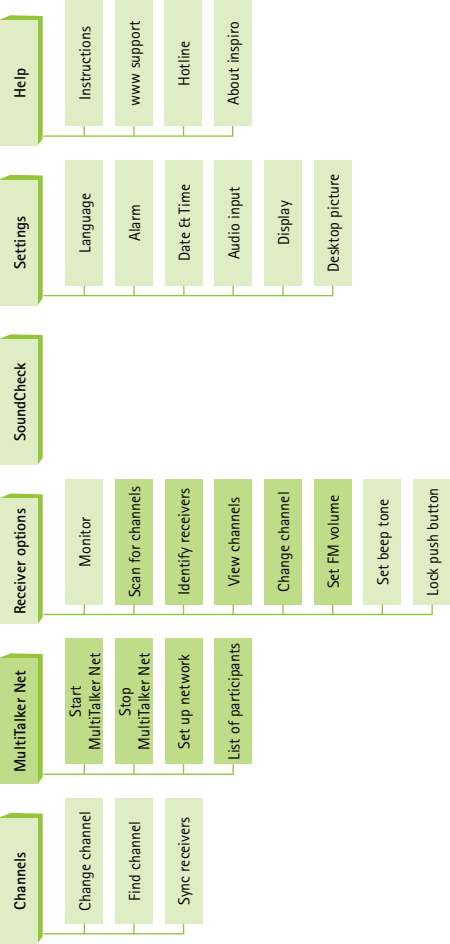 Channels
Change channel
Find channel
Sync receivers
MultiTalker Net
Start
MultiTalker Net
Stop
MultiTalker Net
Set up network
List of participants
Receiver options
Monitor
Scan for channels
Identify receivers
View channels
Change channel
Set FM volume
Set beep tone
Lock push button
SoundCheck
Settings
Language
Alarm
Date & Time
Audio input
Display
Desktop picture
Help
Instructions
www support
Hotline
About inspiro